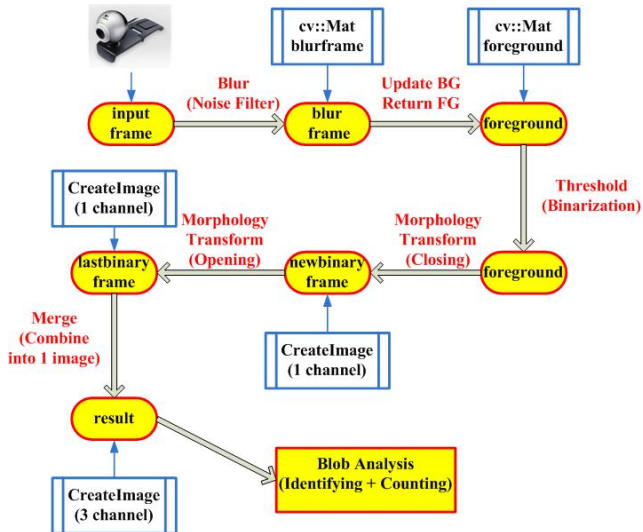 cv::Mat
blurframe
cv::Mat
foreground
Blur
(Noise Filter)
Update BG
Return FG
input
frame
blur
frame
foreground
CreateImage
(1 channel)
Morphology
Transform
(Opening)
Morphology
Transform
(Closing)
Threshold
(Binarization)
lastbinary
frame
newbinary
frame
foreground
Merge
(Combine
into 1 image)
CreateImage
(1 channel)
result
Blob Analysis
(Identifying + Counting)
CreateImage
(3 channel)